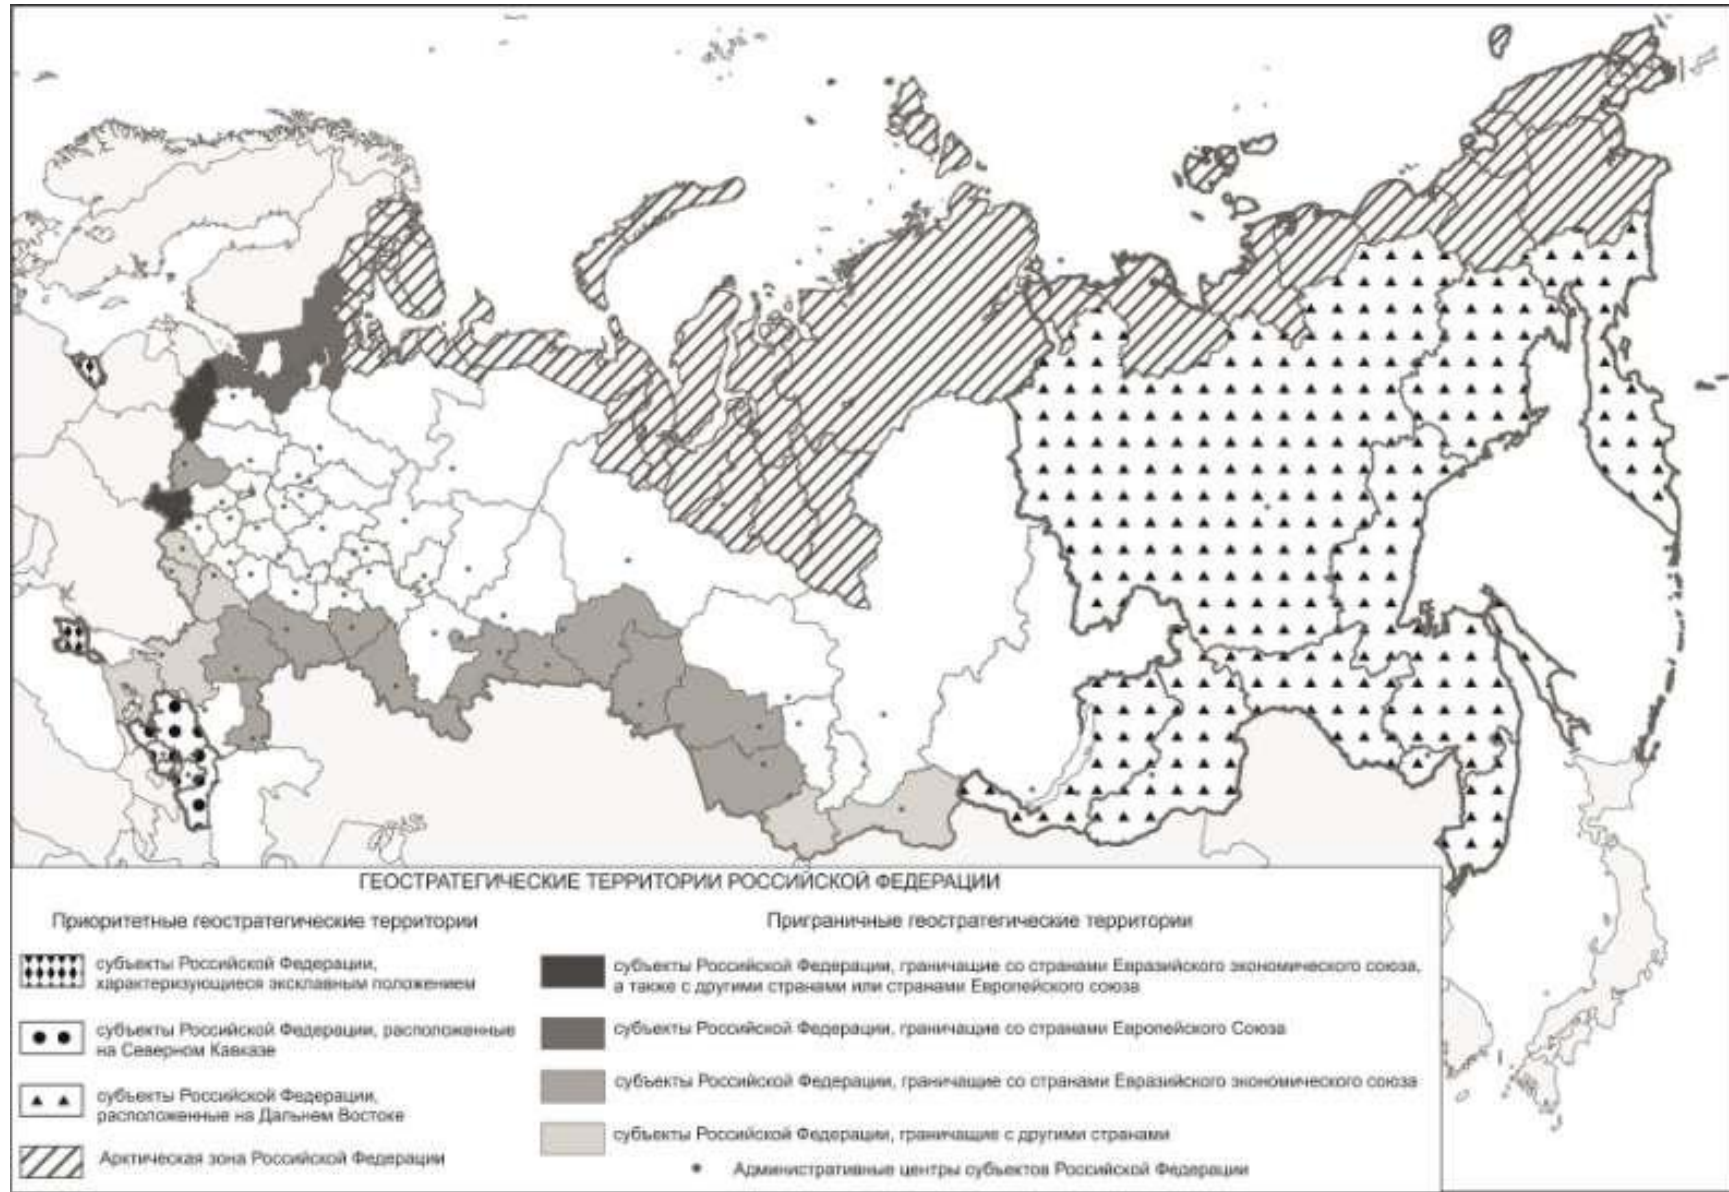 ГЕОСТРАТЕГИЧЕСКИЕ ТЕРРИТОРИИ РОССИЙСКОЙ ФЕДЕРАЦИИ
Приоритетные геостратегические территории
субъекты Российской Федерации,
характеризующиеся эксклавным положением
субъекты Российской Федерации, расположенные
на Северном Кавказе
субъекты Российской Федерации,
расположенные на Дальнем Востоке
Арктическая зона Российской Федерации
Приграничные геостратегические территории
субъекты Российской Федерации, граничащие со странами Евразийского экономического союза,
а также с другими странами или странами Европейского союза
субъекты Российской Федерации, граничащие со странами Европейского Союза
субъекты Российской Федерации, граничащие со странами Евразийского экономического союза
субъекты Российской Федерации, граничащие с другими странами
Административные центры субъектов Российской Федерации